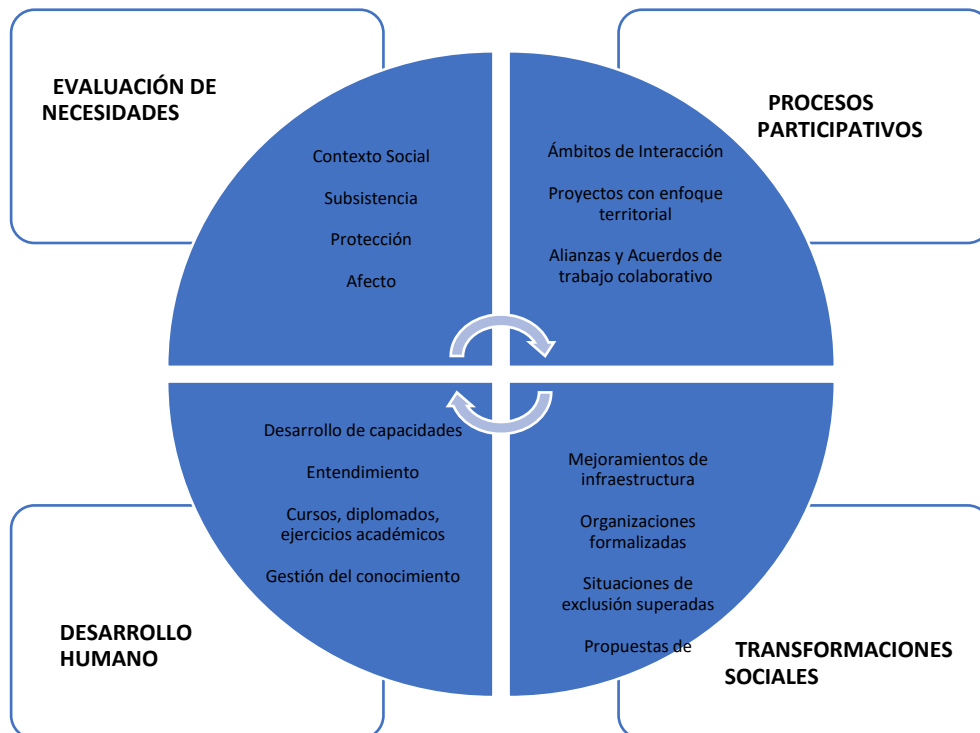 EVALUACIÓN DE
NECESIDADES
Contexto Social
Subsistencia
Protección
Afecto
PROCESOS
PARTICIPATIVOS
Ámbitos de Interacción
Proyectos con enfoque
territorial
Alianzas y Acuerdos de
trabajo colaborativo
DESARROLLO
HUMANO
Desarrollo de capacidades
Entendimiento
Cursos, diplomados,
ejercicios académicos
Gestión del conocimiento
Mejoramientos de
infraestructura
Organizaciones
formalizadas
Situaciones de
exclusión superadas
Propuestas de
TRANSFORMACIONES
SOCIALES